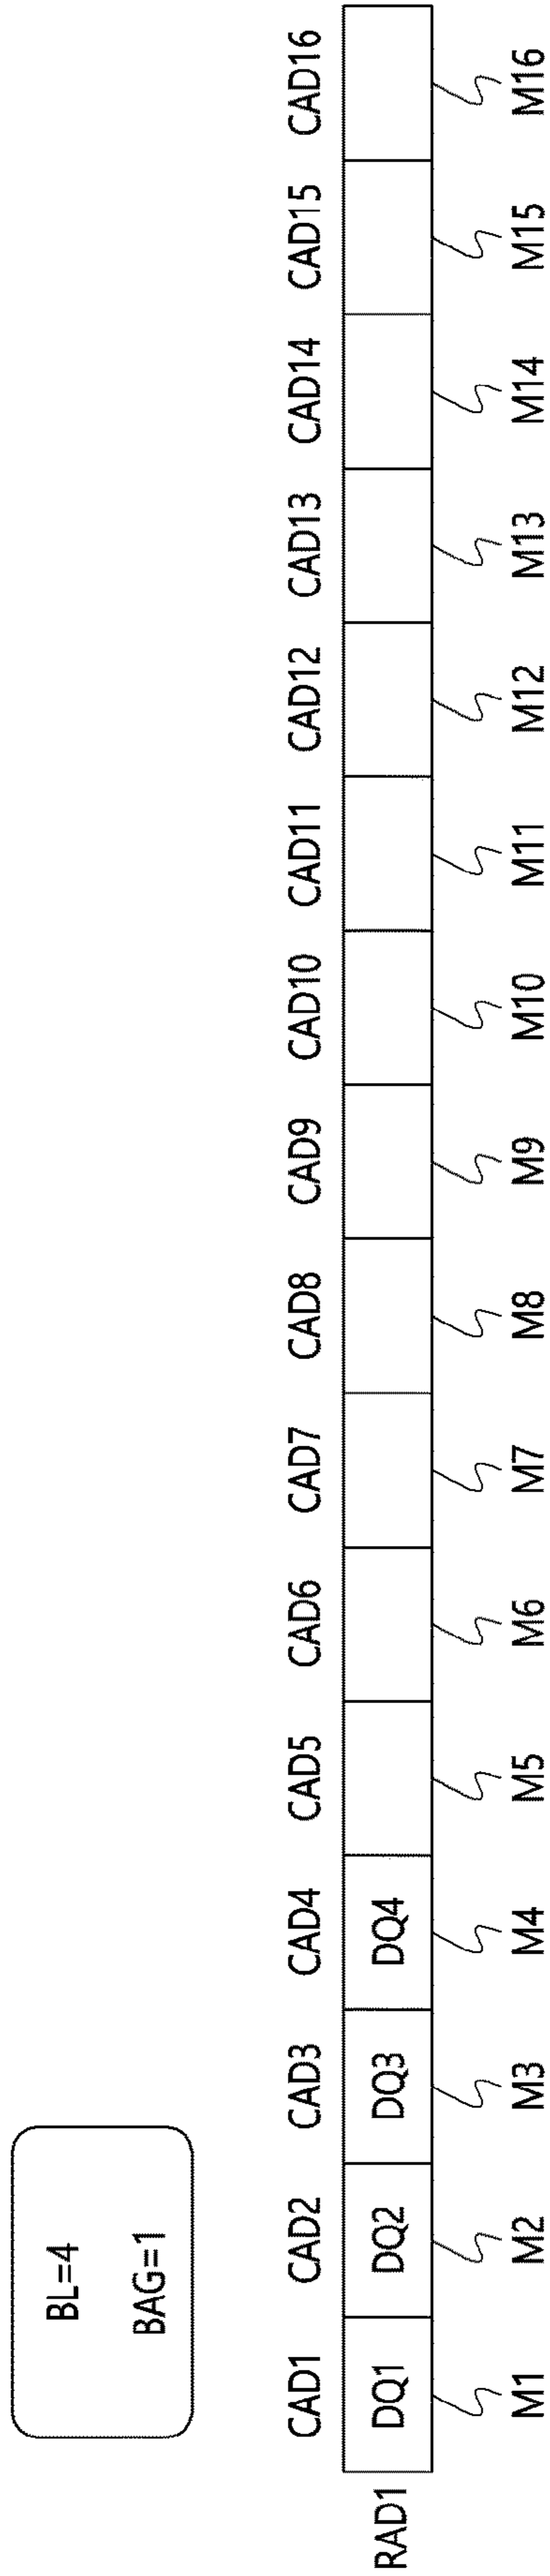 BL=4
BAG=1
CAD1 CAD2 CAD3 CAD4 CAD5 CAD6 CAD7 CAD8 CAD9 CAD10 CAD11 CAD12 CAD13 CAD14 CAD15 CAD16
RAD1 DQ1 DQ2 DQ3 DQ4
M1 M2 M3 M4 M5 M6 M7 M8 M9 M10 M11 M12 M13 M14 M15 M16